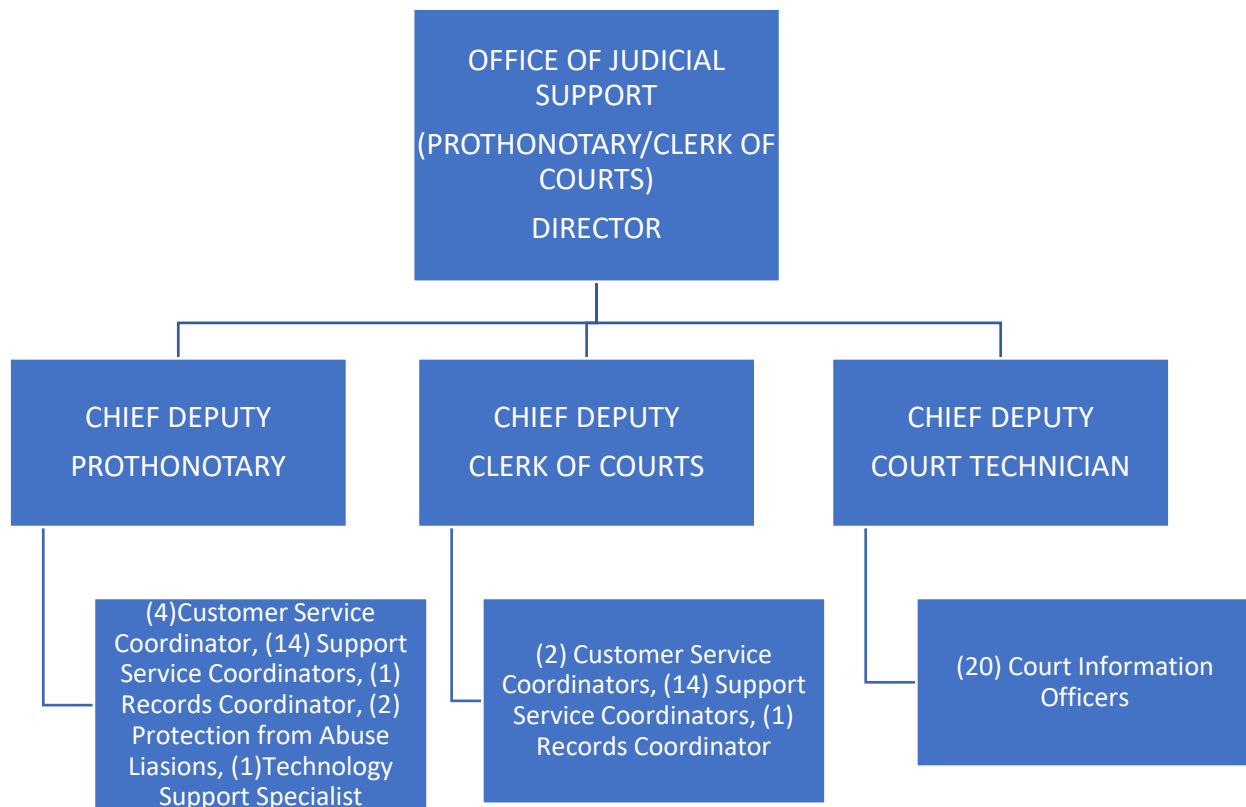 OFFICE OF JUDICIAL
SUPPORT
(PROTHONOTARY/CLERK OF
COURTS)
DIRECTOR
CHIEF DEPUTY
PROTHONOTARY
CHIEF DEPUTY
CLERK OF COURTS
CHIEF DEPUTY
COURT TECHNICIAN
(4)Customer Service
Coordinator, (14) Support
Service Coordinators, (1)
Records Coordinator, (2)
Protection from Abuse
Liasions, (1)Technology
Support Specialist
(2) Customer Service
Coordinators, (14) Support
Service Coordinators, (1)
Records Coordinator
(20) Court Information
Officers